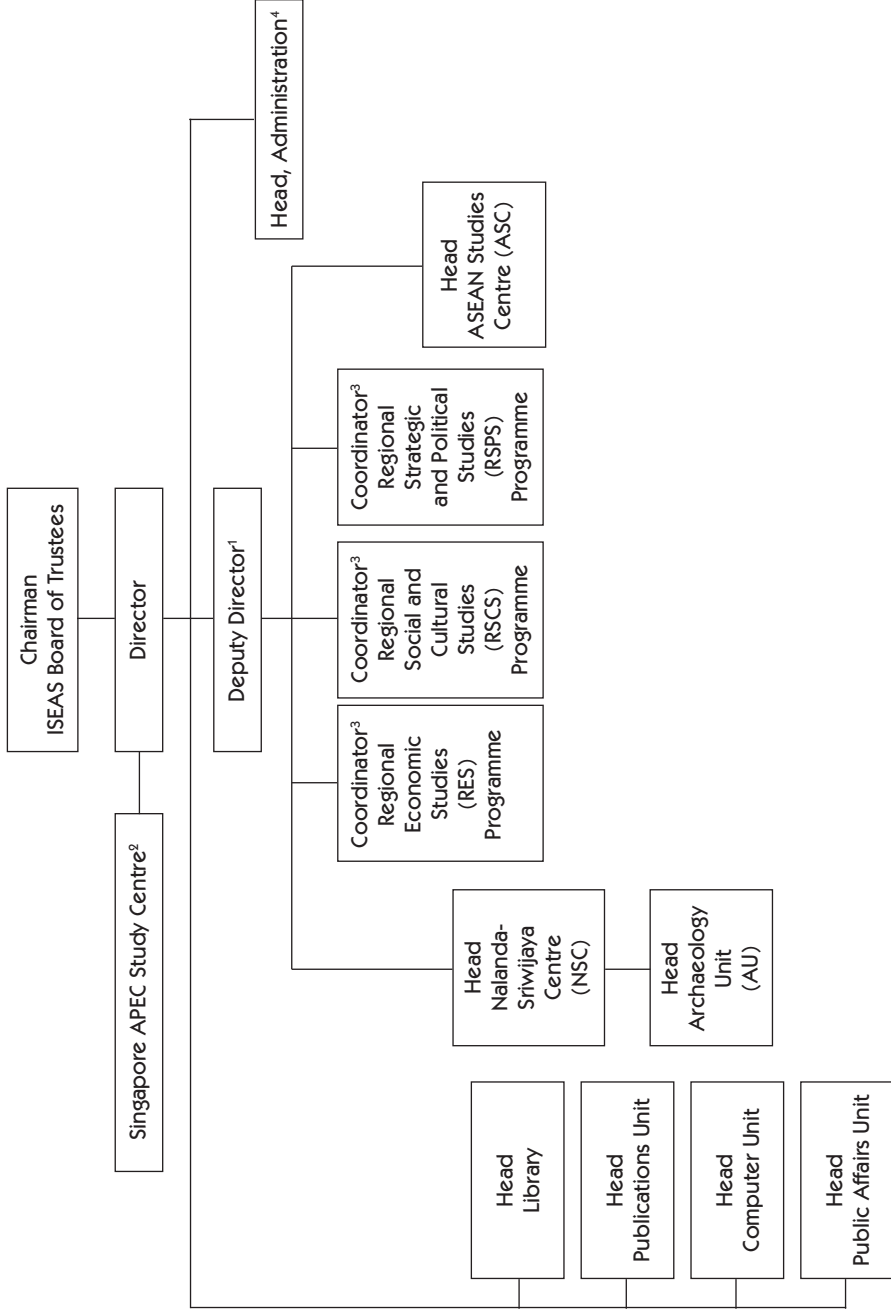 Chairman
ISEAS Board of Trustees
Singapore APEC Study Centre²
Director
Deputy Director¹
Head, Administration⁴
Head
Library
Head
Publications Unit
Head
Computer Unit
Head
Public Affairs Unit
Head
Nalanda-
Sriwijaya
Centre
(NSC)
Head
Archaeology
Unit
(AU)
Coordinator³
Regional
Economic
Studies
(RES)
Programme
Coordinator³
Regional
Social and
Cultural
Studies
(RSCS)
Programme
Coordinator³
Regional
Strategic
and Political
Studies
(RSPS)
Programme
Head
ASEAN Studies
Centre (ASC)